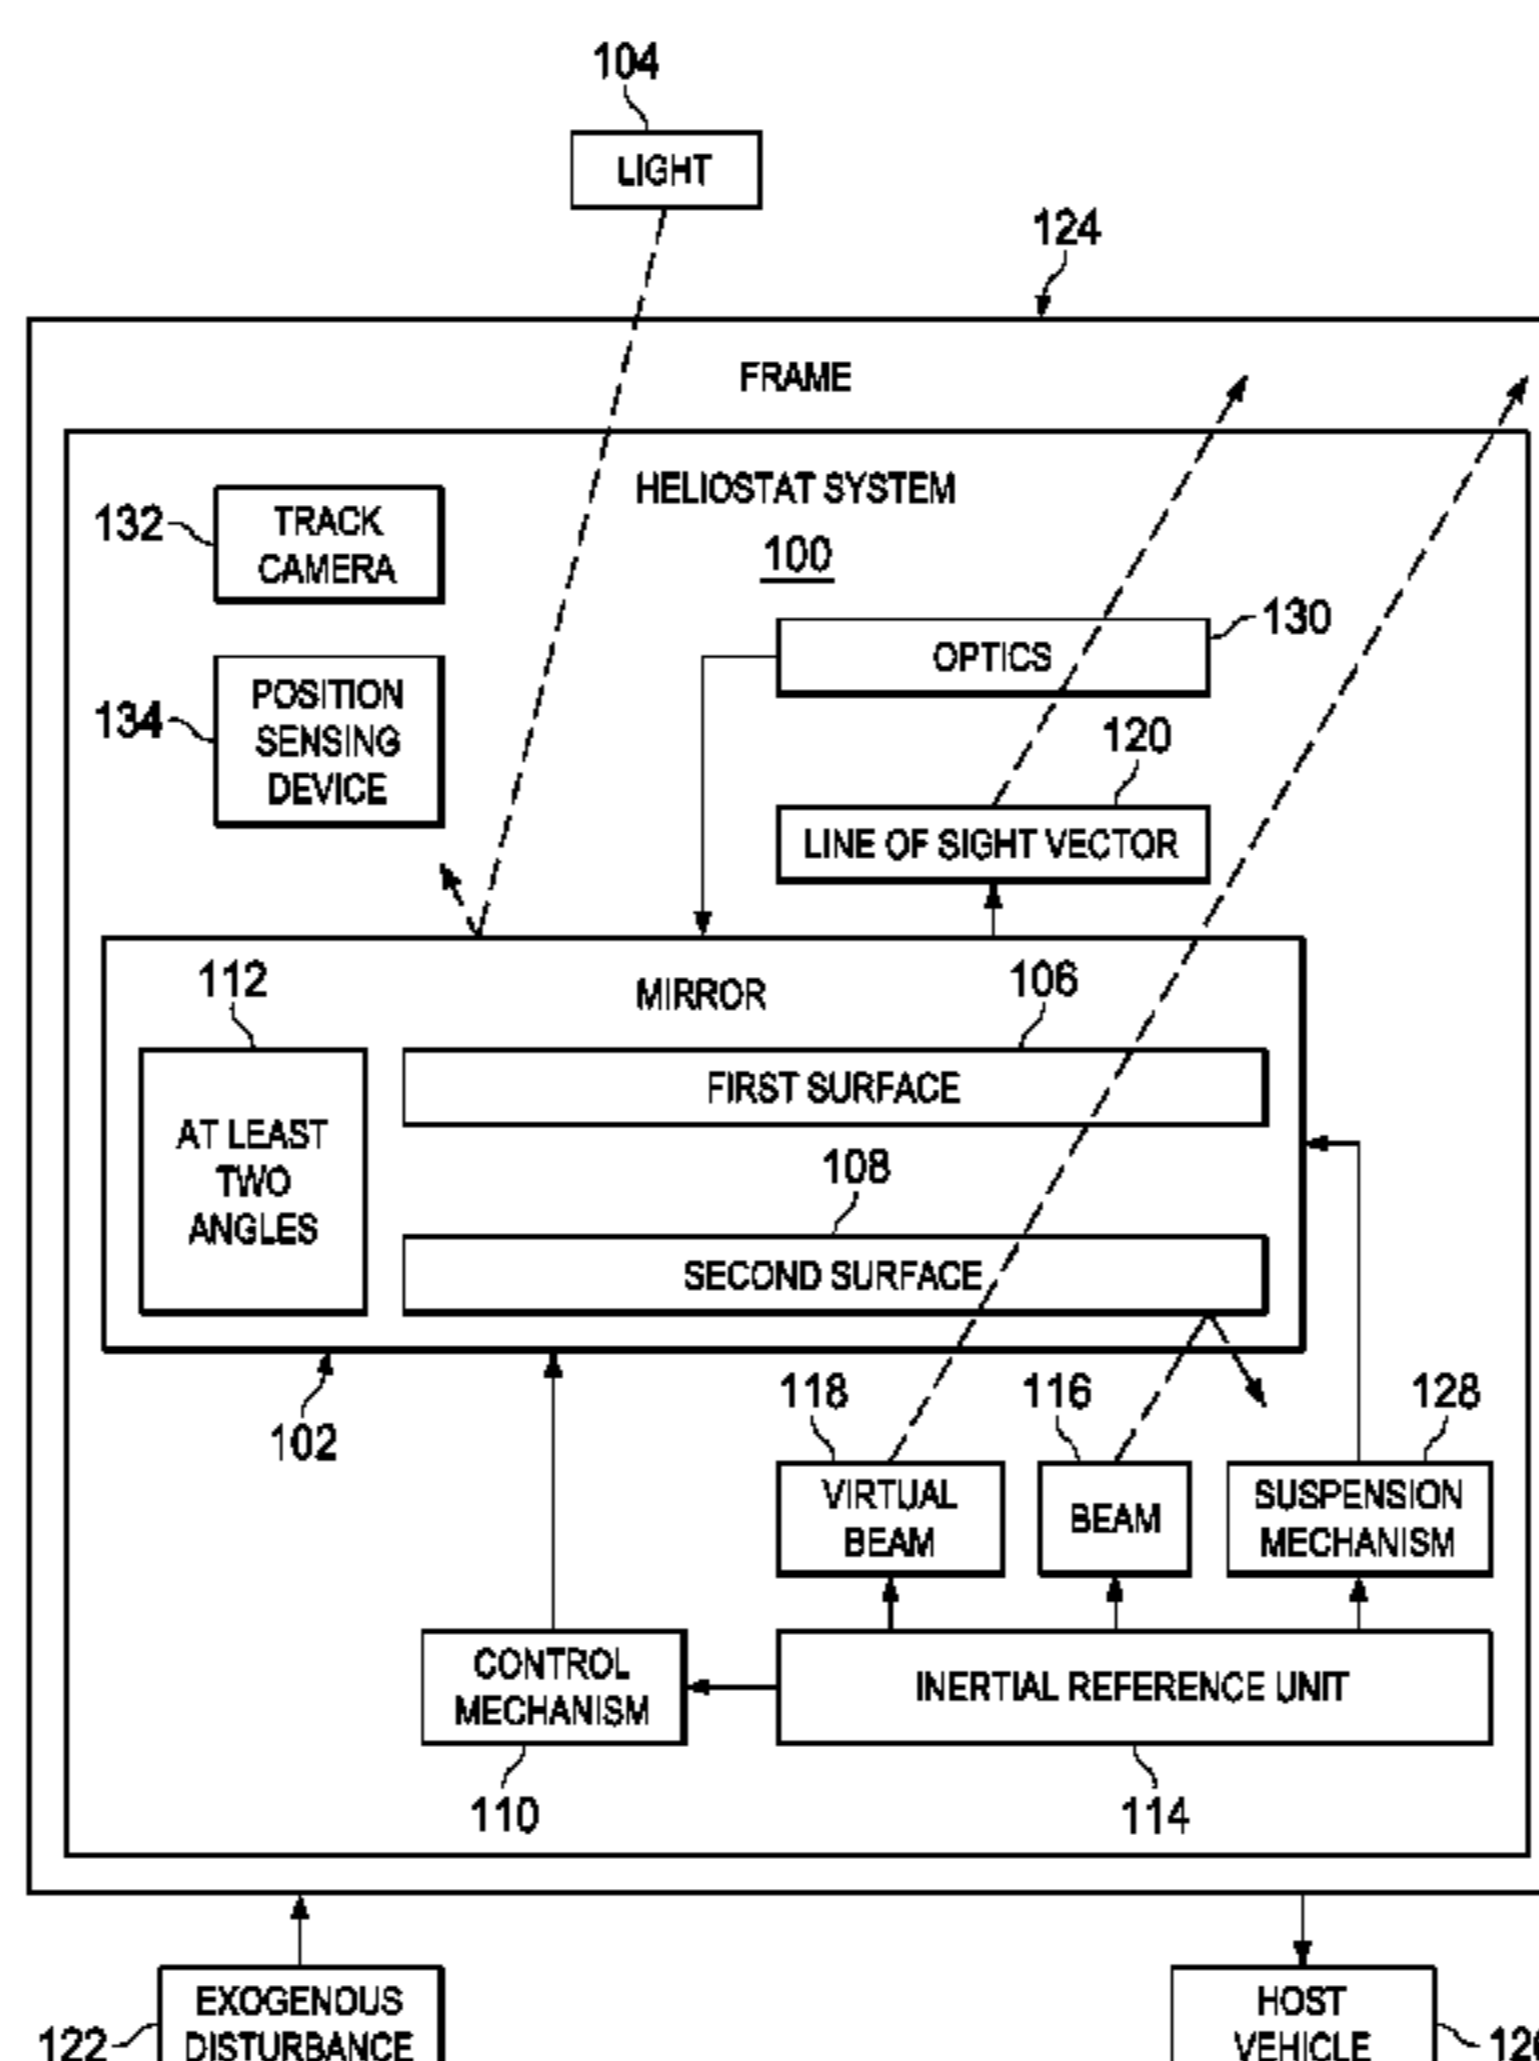 104
LIGHT
124
FRAME
HELIOSTAT SYSTEM
100
132
TRACK
CAMERA
130
OPTICS
134
POSITION
SENSING
DEVICE
120
LINE OF SIGHT VECTOR
112
MIRROR
106
AT LEAST
TWO
ANGLES
FIRST SURFACE
108
SECOND SURFACE
102
118
116
128
VIRTUAL
BEAM
BEAM
SUSPENSION
MECHANISM
CONTROL
MECHANISM
INERTIAL REFERENCE UNIT
110
114
122
EXOGENOUS
DISTURBANCE
HOST
VEHICLE